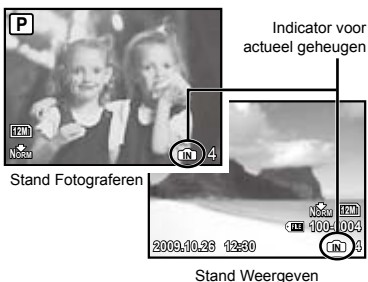 P
Indicator voor
actueel geheugen
12M
NORM
IN 4
Stand Fotograferen
NORM 12M
FILE 100-0004
2009.10.26 12:30
IN 4
Stand Weergeven